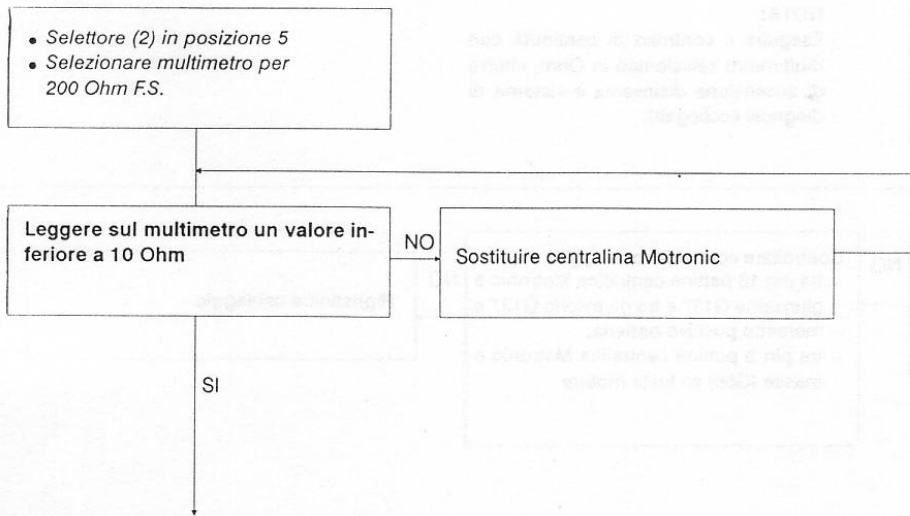 • Selettore (2) in posizione 5
• Selezionare multimetro per
200 Ohm F.S.
Leggere sul multimetro un valore in-
feriore a 10 Ohm
NO
Sostituire centralina Motronic
SI